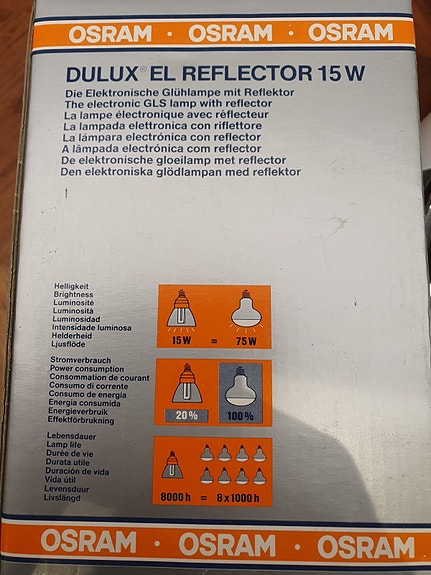 OSRAM · OSRAM · OSRAM
DULUX® EL REFLECTOR 15 W
Die Elektronische Glühlampe mit Reflektor
The electronic GLS lamp with reflector
La lampe électronique avec réflecteur
La lampada elettronica con riflettore
La lámpara electrónica con reflector
A lâmpada electrónica com reflector
De elektronische gloeilamp met reflector
Den elektroniska glödlampan med reflektor
Helligkeit
Brightness
Luminosité
Luminosità
Luminosidad
Intensidade luminosa
Helderheid
Ljusflöde
15 W = 75 W
Stromverbrauch
Power consumption
Consommation de courant
Consumo di corrente
Consumo de energía
Energia consumida
Energieverbruik
Effektförbrukning
20 % 100 %
Lebensdauer
Lamp life
Durée de vie
Durata utile
Duración de vida
Vida útil
Levensduur
Livslängd
8000 h = 8 x 1000 h
OSRAM · OSRAM · OSRAM